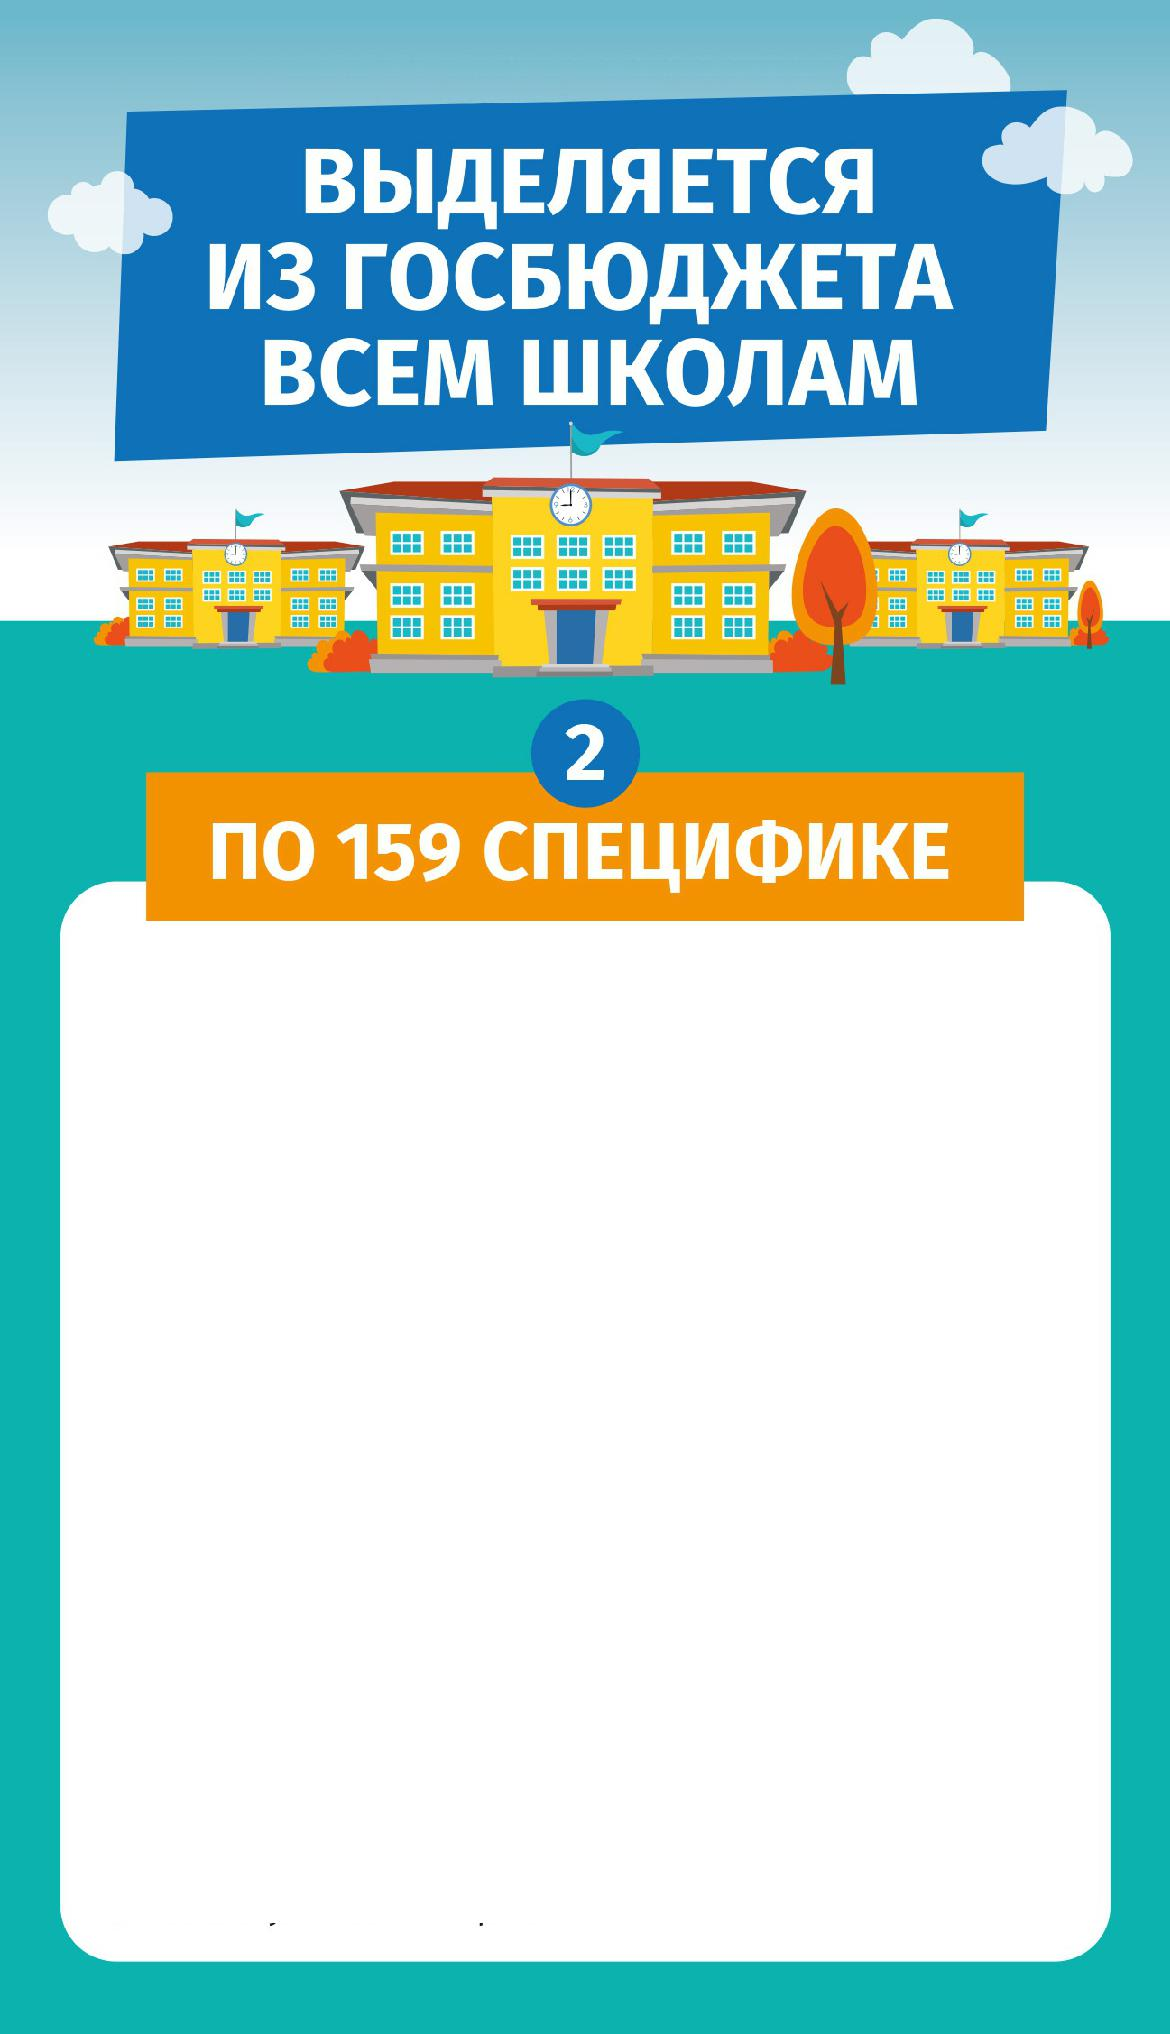 ВЫДЕЛЯЕТСЯ
ИЗ ГОСБЮДЖЕТА
ВСЕМ ШКОЛАМ
2
ПО 159 СПЕЦИФИКЕ